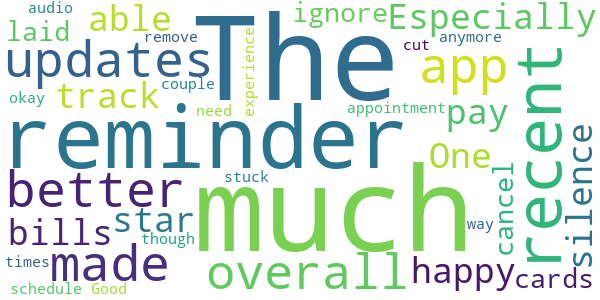 audio
able
ignore
Especially
laid
remove
The
experience
cut
anymore
updates
couple
app
recent
okay
track
need
appointment
pay
reminder
One
silence
better
stuck
much
cancel
bills
star
though
way
times
made
overall
happy
cards
schedule
Good